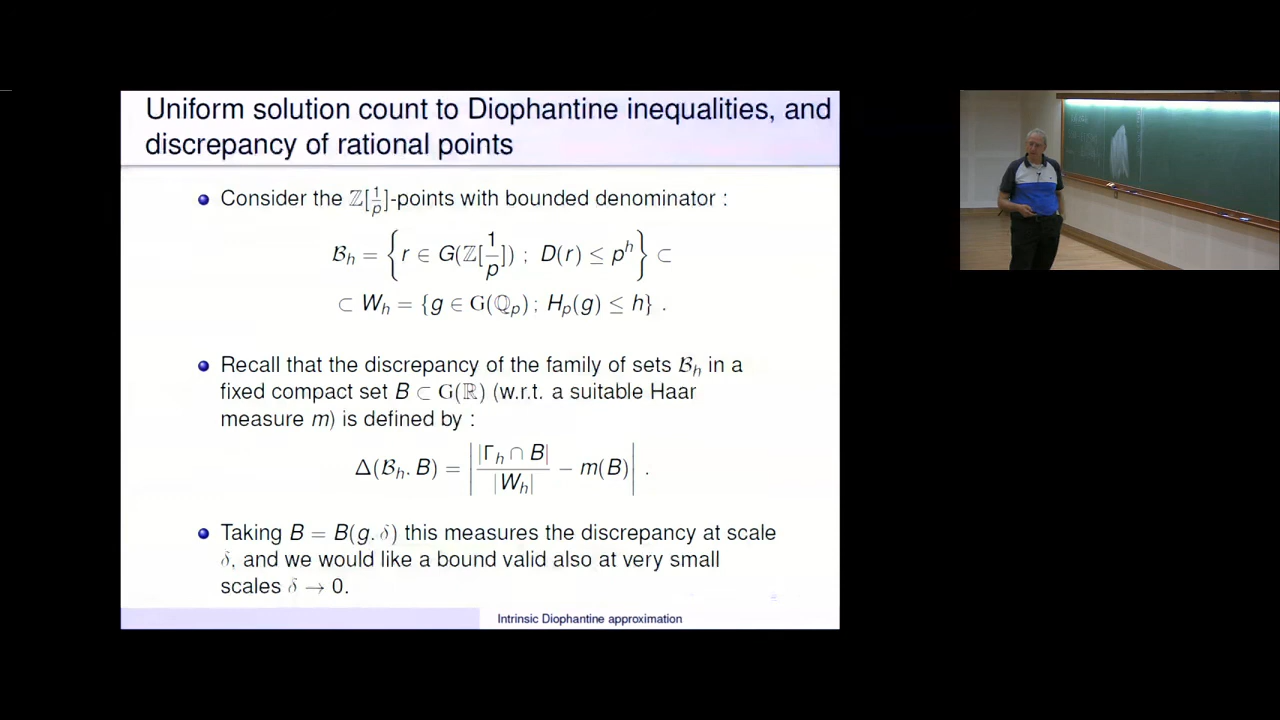 Uniform solution count to Diophantine inequalities, and
discrepancy of rational points
Consider the ℤ[1/p]-points with bounded denominator :
𝓑_h = { r ∈ G(ℤ[1/p]) ; D(r) ≤ p^h } ⊂
⊂ W_h = {g ∈ G(ℚ_p) ; H_p(g) ≤ h} .
Recall that the discrepancy of the family of sets 𝓑_h in a
fixed compact set B ⊂ G(ℝ) (w.r.t. a suitable Haar
measure m) is defined by :
Δ(𝓑_h, B) = | |Γ_h ∩ B| / |W_h| − m(B) | .
Taking B = B(g, δ) this measures the discrepancy at scale
δ, and we would like a bound valid also at very small
scales δ → 0.
Intrinsic Diophantine approximation